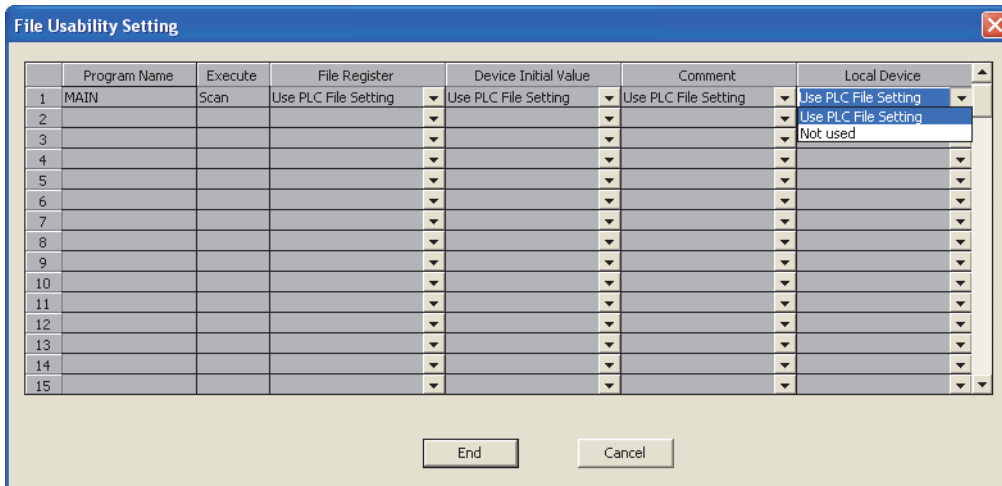 File Usability Setting
Program Name Execute File Register Device Initial Value Comment Local Device
1 MAIN Scan Use PLC File Setting Use PLC File Setting Use PLC File Setting Use PLC File Setting
2 Use PLC File Setting
3 Not used
4
5
6
7
8
9
10
11
12
13
14
15
End Cancel